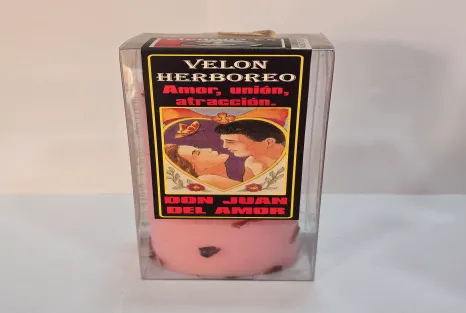 VELON
HERBOREO
Amor, unión,
atracción.
DON JUAN
DEL AMOR